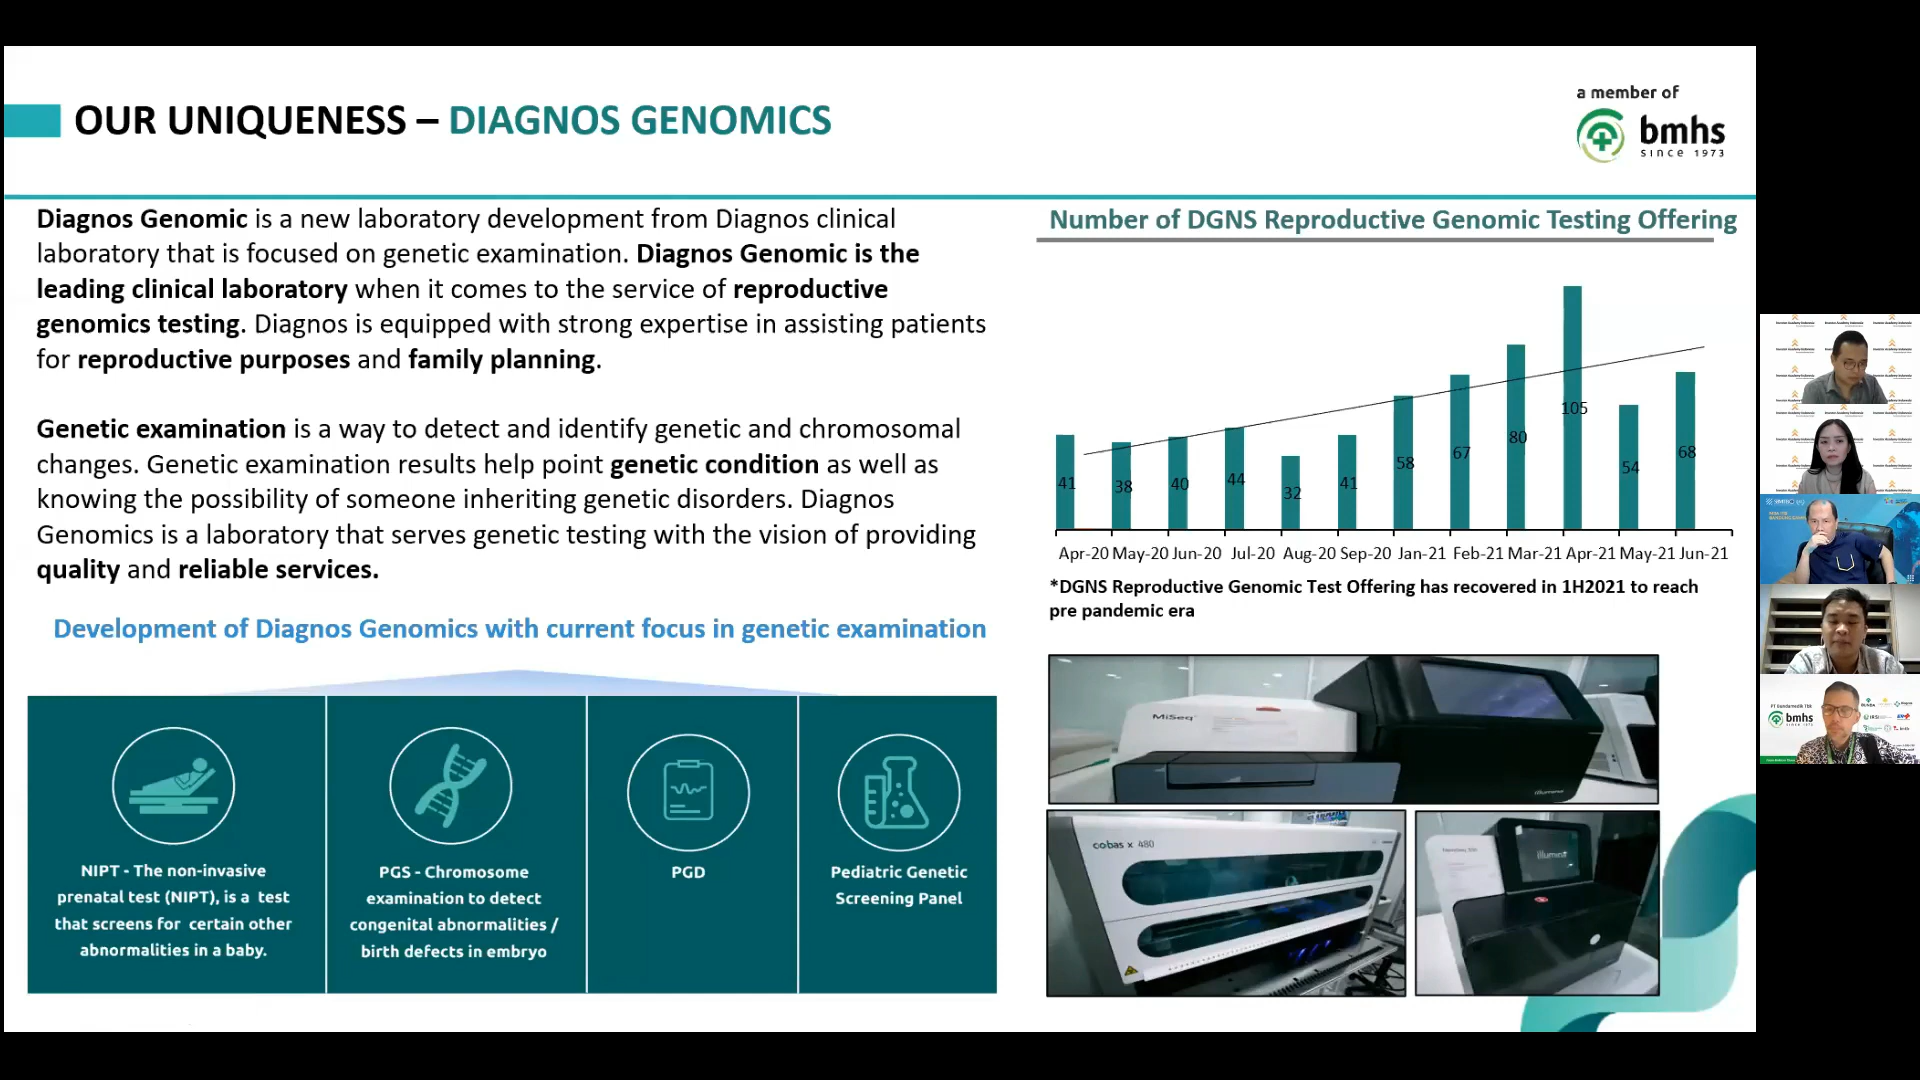 OUR UNIQUENESS – DIAGNOS GENOMICS
a member of
bmhs
SINCE 1973
Diagnos Genomic is a new laboratory development from Diagnos clinical
laboratory that is focused on genetic examination. Diagnos Genomic is the
leading clinical laboratory when it comes to the service of reproductive
genomics testing. Diagnos is equipped with strong expertise in assisting patients
for reproductive purposes and family planning.
Genetic examination is a way to detect and identify genetic and chromosomal
changes. Genetic examination results help point genetic condition as well as
knowing the possibility of someone inheriting genetic disorders. Diagnos
Genomics is a laboratory that serves genetic testing with the vision of providing
quality and reliable services.
Development of Diagnos Genomics with current focus in genetic examination
NIPT - The non-invasive
prenatal test (NIPT), is a test
that screens for certain other
abnormalities in a baby.
PGS - Chromosome
examination to detect
congenital abnormalities /
birth defects in embryo
PGD
Pediatric Genetic
Screening Panel
Number of DGNS Reproductive Genomic Testing Offering
41 38 40 44 32 41 58 67 80 105 54 68
Apr-20 May-20 Jun-20 Jul-20 Aug-20 Sep-20 Jan-21 Feb-21 Mar-21 Apr-21 May-21 Jun-21
*DGNS Reproductive Genomic Test Offering has recovered in 1H2021 to reach
pre pandemic era
MiSeq
illumina
cobas x 480
illumina
PT Bundamedik Tbk
bmhs